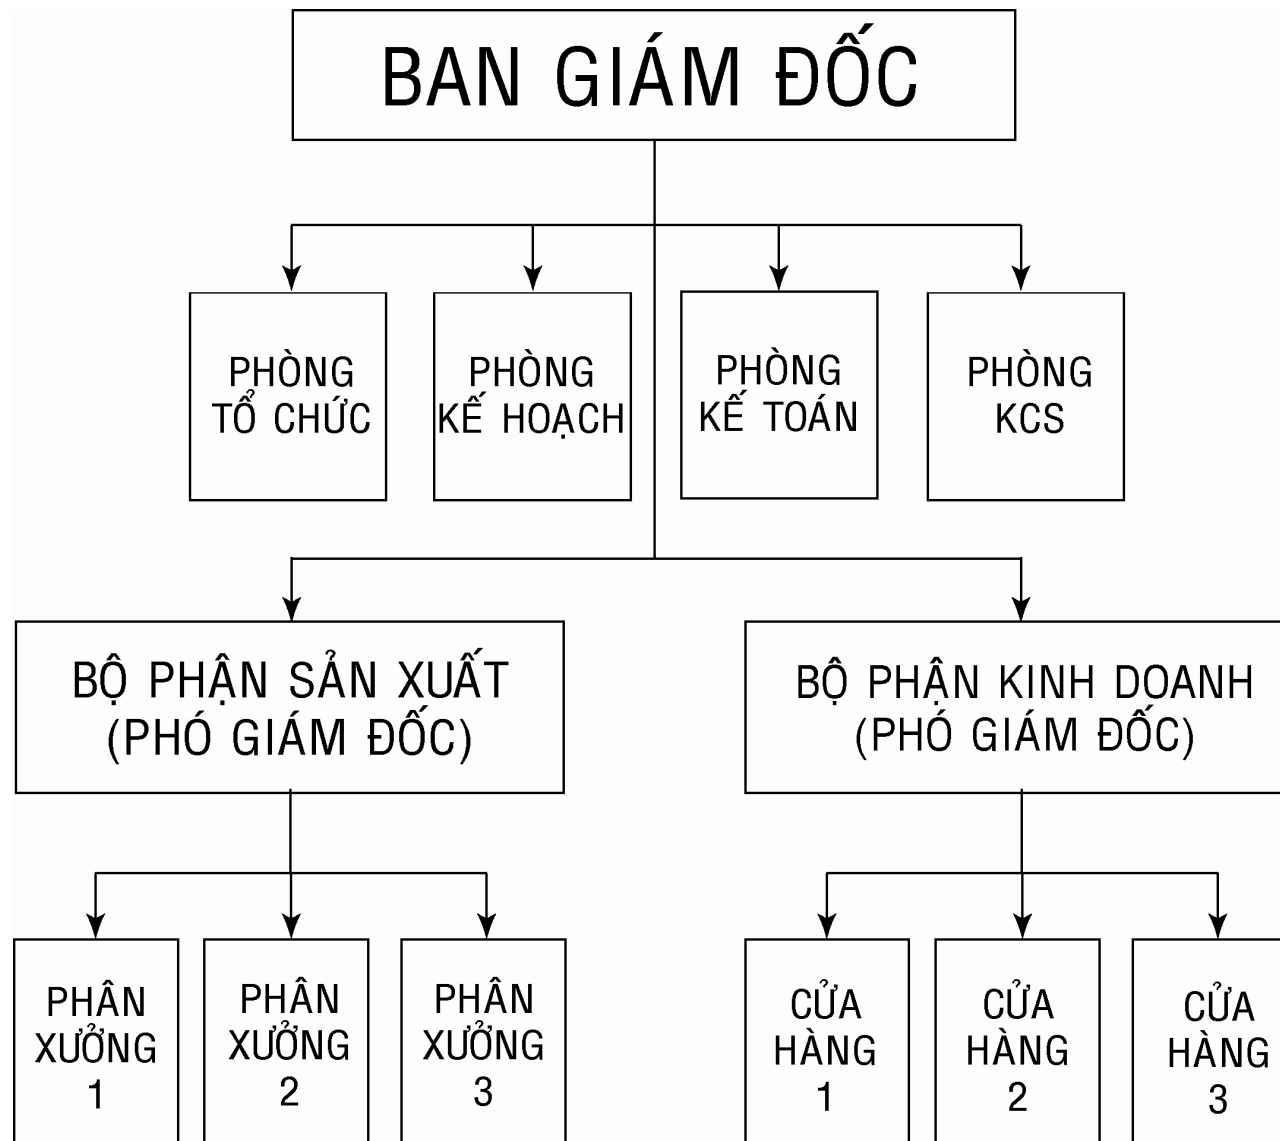 BAN GIÁM ĐỐC
PHÒNG
TỔ CHỨC
PHÒNG
KẾ HOẠCH
PHÒNG
KẾ TOÁN
PHÒNG
KCS
BỘ PHẬN SẢN XUẤT
(PHÓ GIÁM ĐỐC)
BỘ PHẬN KINH DOANH
(PHÓ GIÁM ĐỐC)
PHÂN
XƯỞNG
1
PHÂN
XƯỞNG
2
PHÂN
XƯỞNG
3
CỬA
HÀNG
1
CỬA
HÀNG
2
CỬA
HÀNG
3